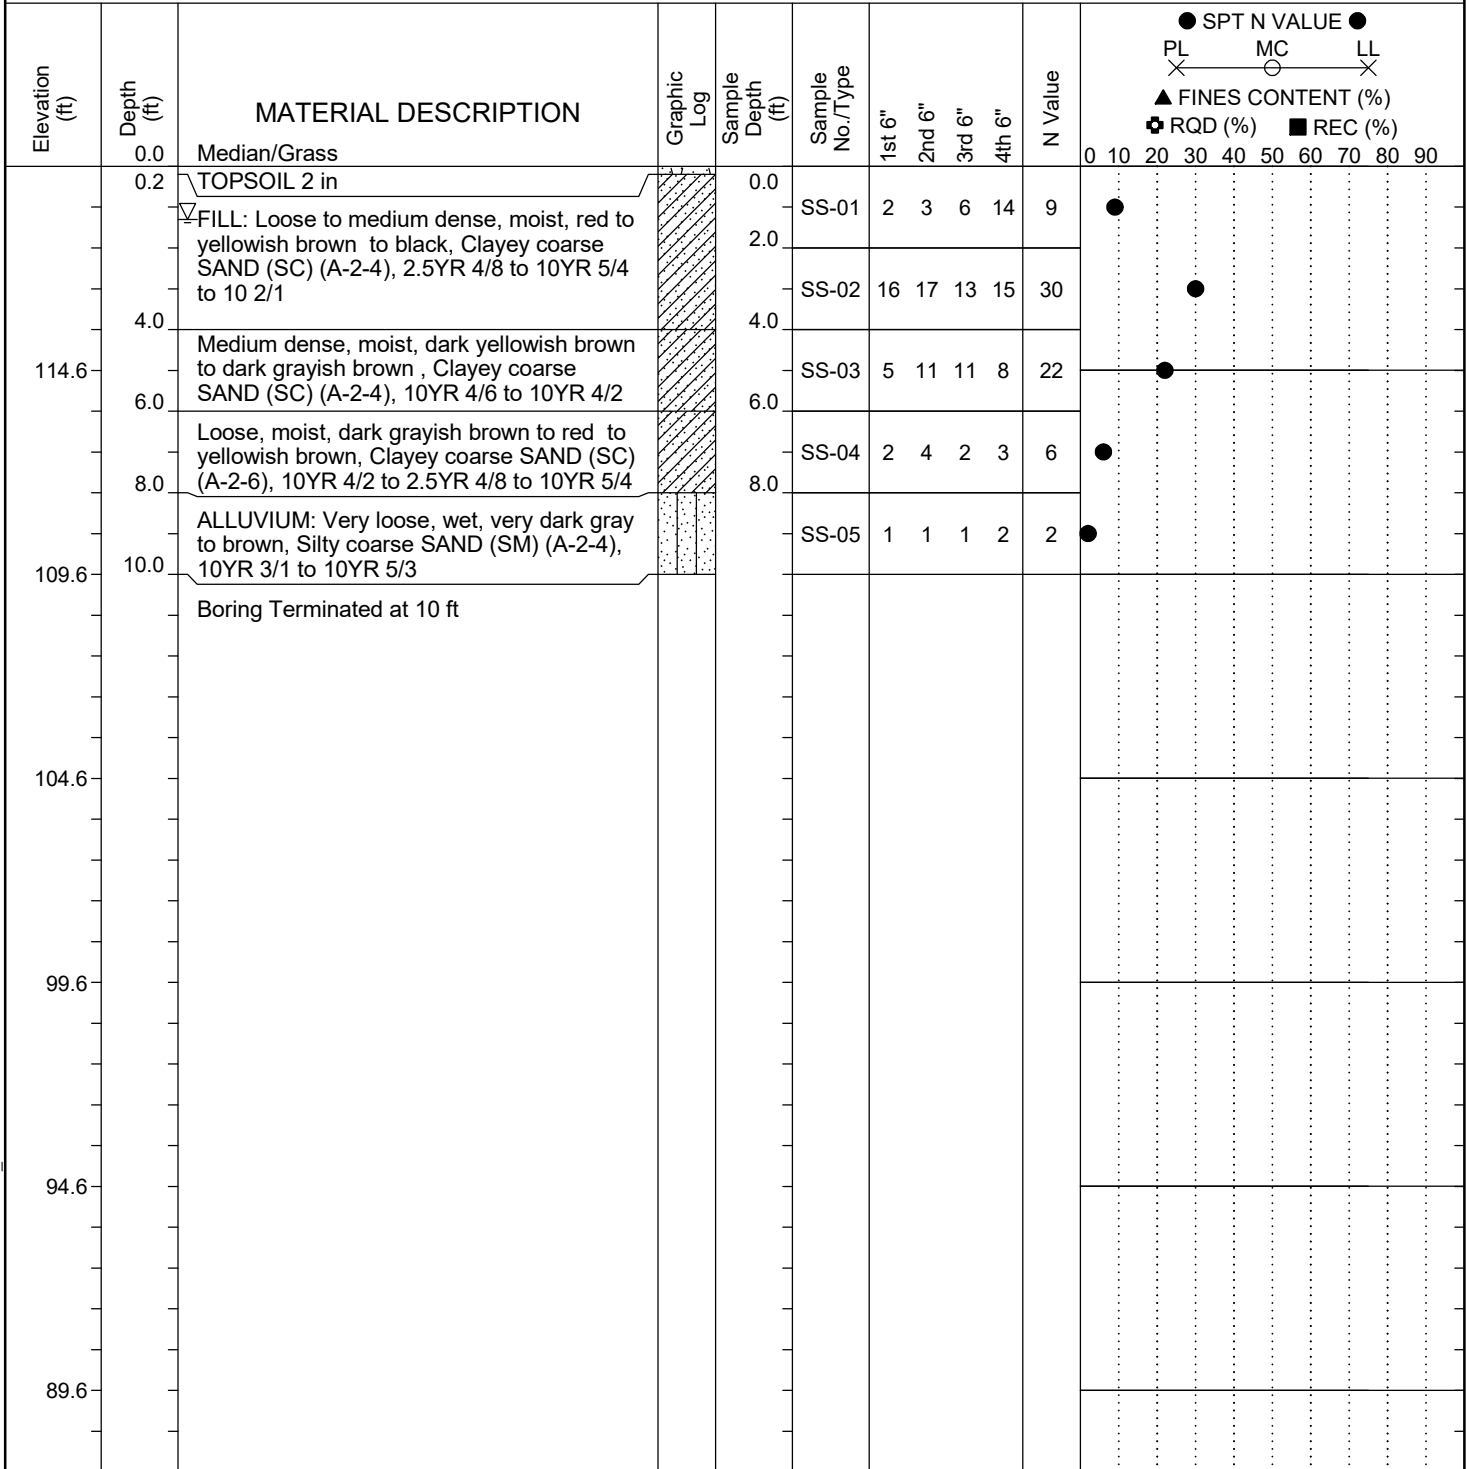 ● SPT N VALUE ●
PL MC LL
▲ FINES CONTENT (%)
RQD (%) ■ REC (%)
Elevation (ft)
Depth (ft)
MATERIAL DESCRIPTION
Graphic Log
Sample Depth (ft)
Sample No./Type
1st 6"
2nd 6"
3rd 6"
4th 6"
N Value
0.0 Median/Grass
0 10 20 30 40 50 60 70 80 90
0.2 TOPSOIL 2 in 0.0
FILL: Loose to medium dense, moist, red to
yellowish brown to black, Clayey coarse
SAND (SC) (A-2-4), 2.5YR 4/8 to 10YR 5/4
to 10 2/1
SS-01 2 3 6 14 9
2.0
SS-02 16 17 13 15 30
4.0 4.0
Medium dense, moist, dark yellowish brown
to dark grayish brown , Clayey coarse
SAND (SC) (A-2-4), 10YR 4/6 to 10YR 4/2
114.6 SS-03 5 11 11 8 22
6.0 6.0
Loose, moist, dark grayish brown to red to
yellowish brown, Clayey coarse SAND (SC)
(A-2-6), 10YR 4/2 to 2.5YR 4/8 to 10YR 5/4
SS-04 2 4 2 3 6
8.0 8.0
ALLUVIUM: Very loose, wet, very dark gray
to brown, Silty coarse SAND (SM) (A-2-4),
10YR 3/1 to 10YR 5/3
SS-05 1 1 1 2 2
109.6 10.0
Boring Terminated at 10 ft
104.6
99.6
94.6
89.6